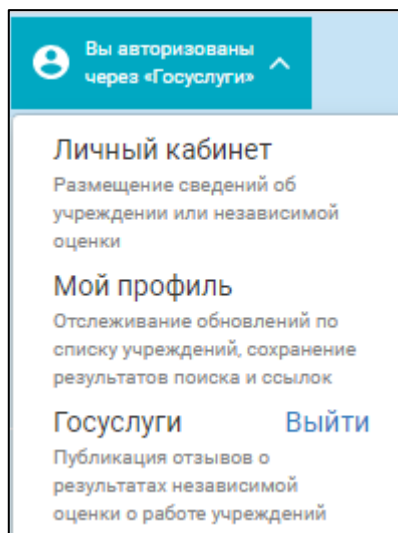 Вы авторизованы
через «Госуслуги»
Личный кабинет
Размещение сведений об
учреждении или независимой
оценки
Мой профиль
Отслеживание обновлений по
списку учреждений, сохранение
результатов поиска и ссылок
Госуслуги Выйти
Публикация отзывов о
результатах независимой
оценки о работе учреждений